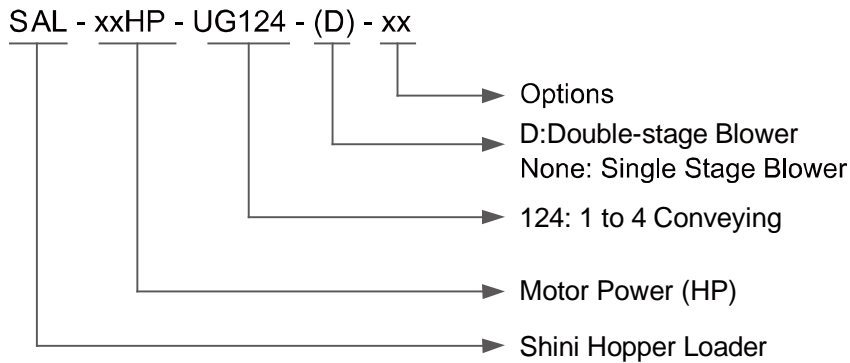 SAL - xxHP - UG124 - (D) - xx
Options
D:Double-stage Blower
None: Single Stage Blower
124: 1 to 4 Conveying
Motor Power (HP)
Shini Hopper Loader